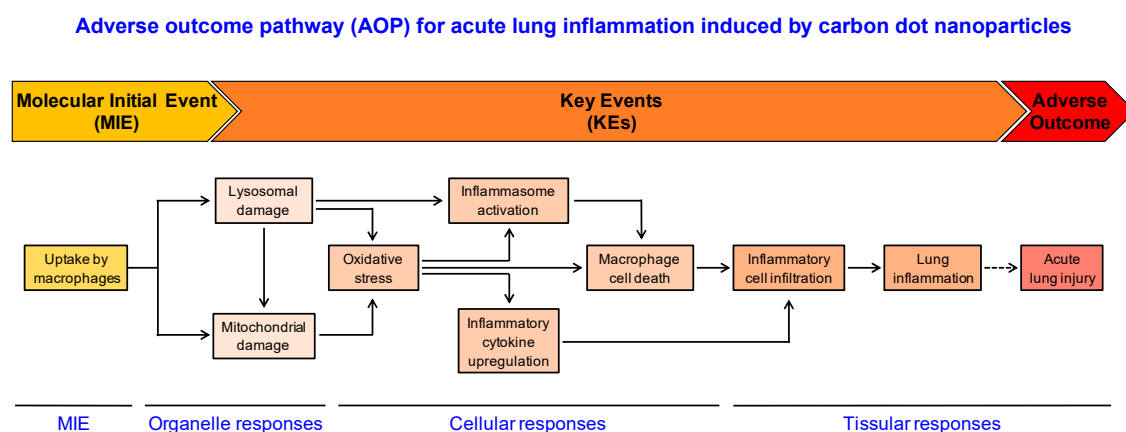 Adverse outcome pathway (AOP) for acute lung inflammation induced by carbon dot nanoparticles
Molecular Initial Event
(MIE)
Key Events
(KEs)
Adverse
Outcome
Uptake by
macrophages
Lysosomal
damage
Mitochondrial
damage
Oxidative
stress
Inflammasome
activation
Inflammatory
cytokine
upregulation
Macrophage
cell death
Inflammatory
cell infiltration
Lung
inflammation
Acute
lung injury
MIE
Organelle responses
Cellular responses
Tissular responses